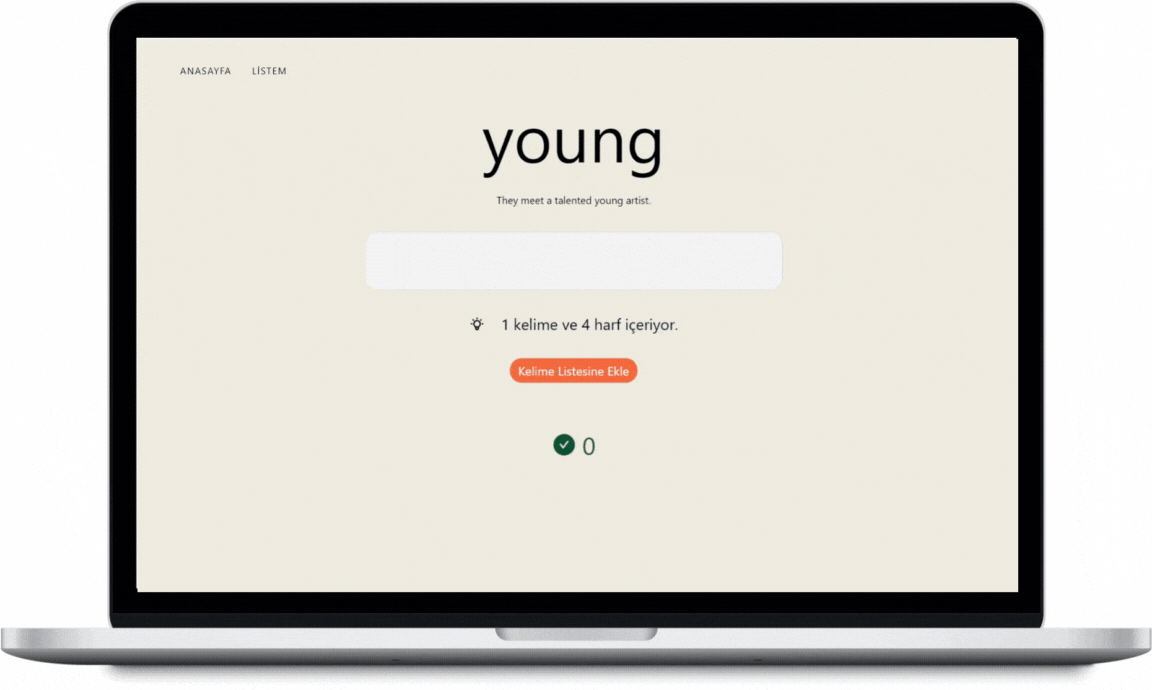 ANASAYFA LİSTEM
young
They meet a talented young artist.
1 kelime ve 4 harf içeriyor.
Kelime Listesine Ekle
0